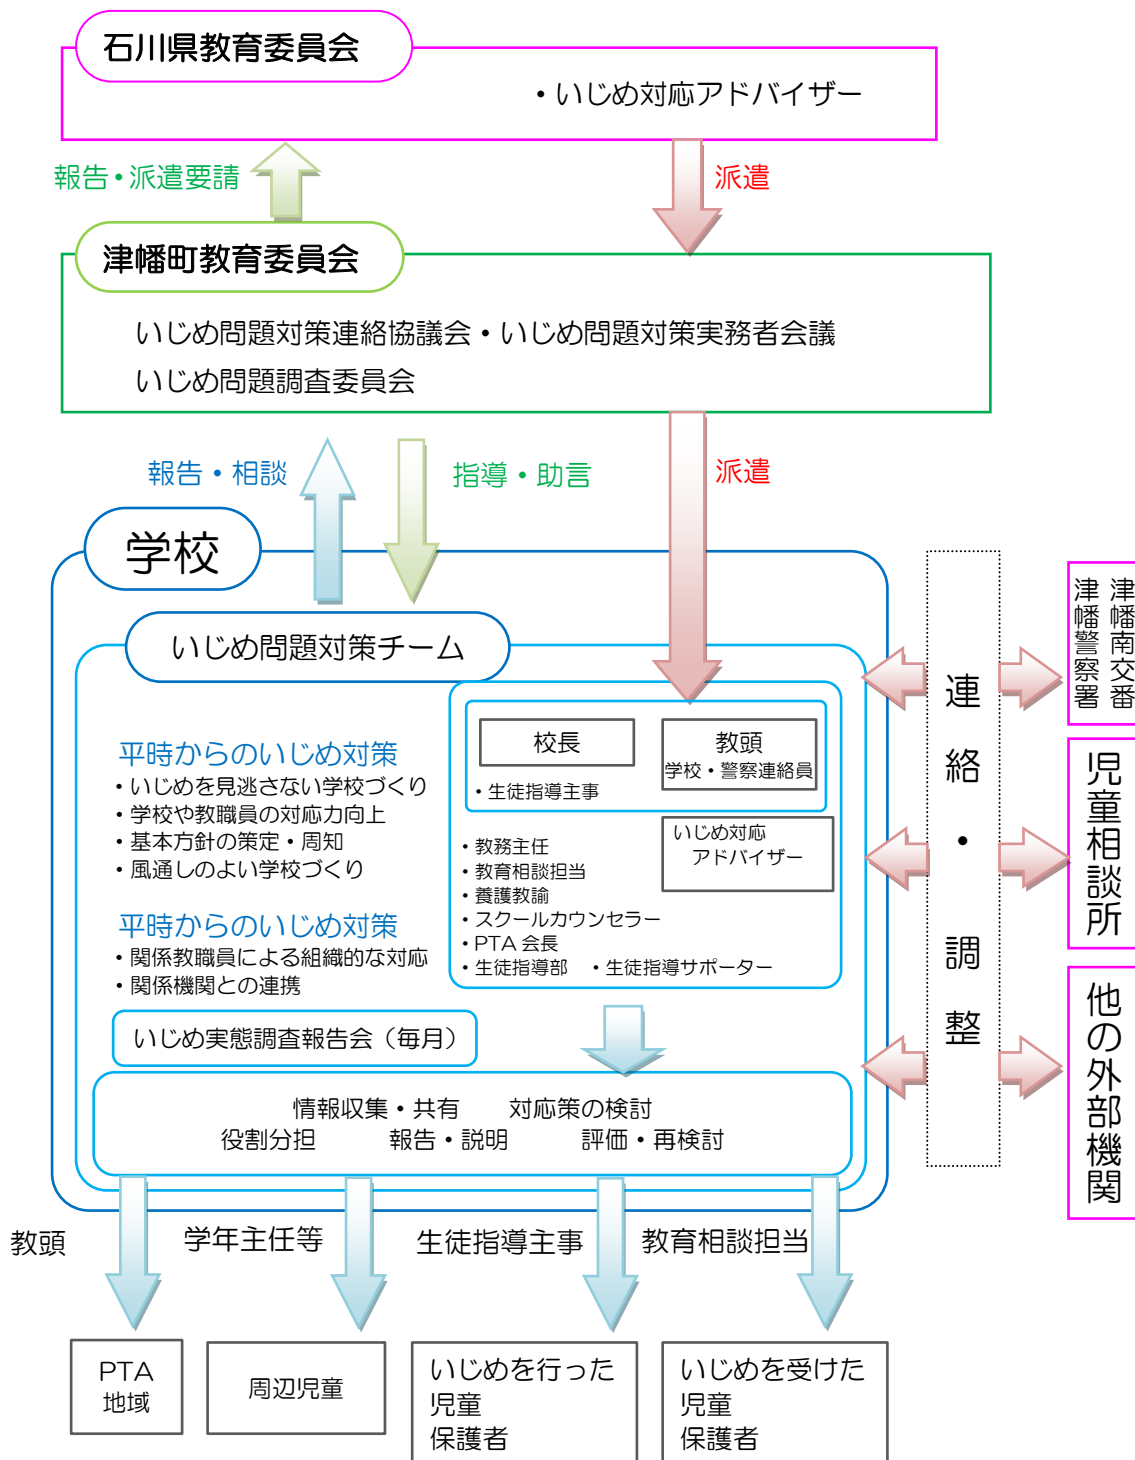 石川県教育委員会
・いじめ対応アドバイザー
報告・派遣要請
派遣
津幡町教育委員会
いじめ問題対策連絡協議会・いじめ問題対策実務者会議
いじめ問題調査委員会
報告・相談
指導・助言
派遣
学校
いじめ問題対策チーム
平時からのいじめ対策
・いじめを見逃さない学校づくり
・学校や教職員の対応力向上
・基本方針の策定・周知
・風通しのよい学校づくり
平時からのいじめ対策
・関係教職員による組織的な対応
・関係機関との連携
校長
教頭
学校・警察連絡員
・生徒指導主事
いじめ対応
アドバイザー
・教務主任
・教育相談担当
・養護教諭
・スクールカウンセラー
・PTA 会長
・生徒指導部 ・生徒指導サポーター
いじめ実態調査報告会（毎月）
情報収集・共有 対応策の検討
役割分担 報告・説明 評価・再検討
連絡・調整
津幡南交番
津幡警察署
児童相談所
他の外部機関
教頭
学年主任等
生徒指導主事
教育相談担当
PTA
地域
周辺児童
いじめを行った
児童
保護者
いじめを受けた
児童
保護者